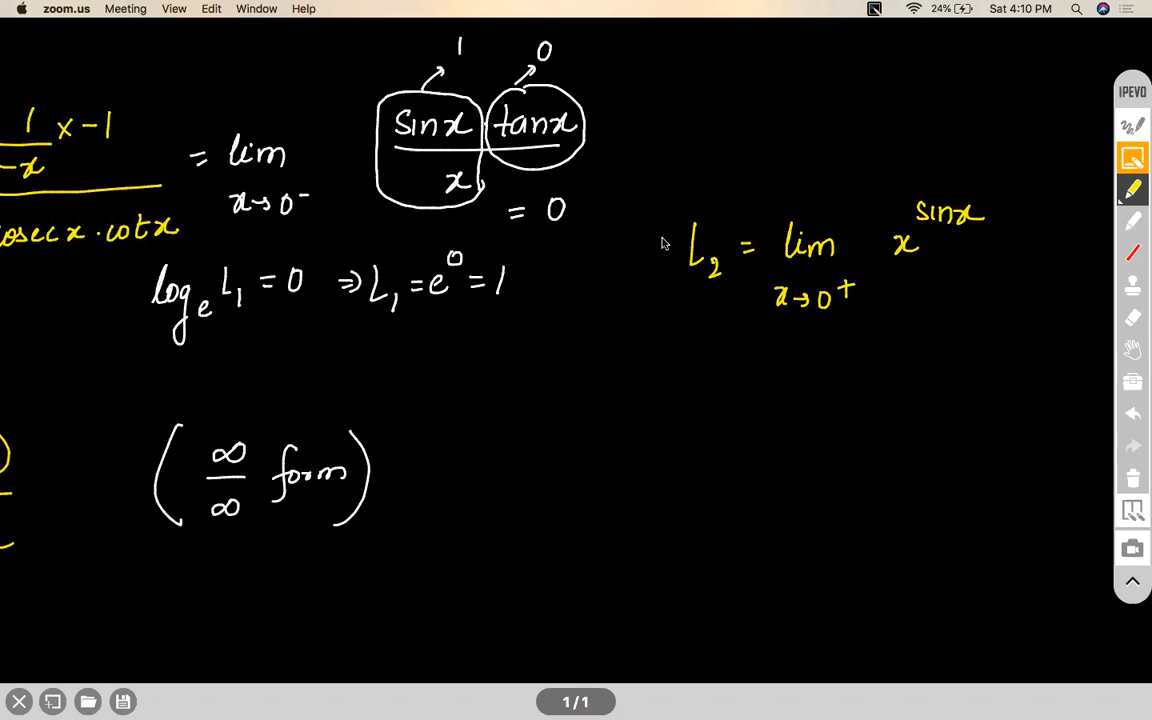 zoom.us Meeting View Edit Window Help 24% Sat 4:10 PM
IPEVO
1 0
1/-x x -1 = lim x→0⁻ sinx · tanx / x
cosec x · cot x
= 0
logₑ L₁ = 0 ⇒ L₁ = e⁰ = 1
L₂ = lim x→0⁺ x^sinx
( ∞/∞ form )
1/1